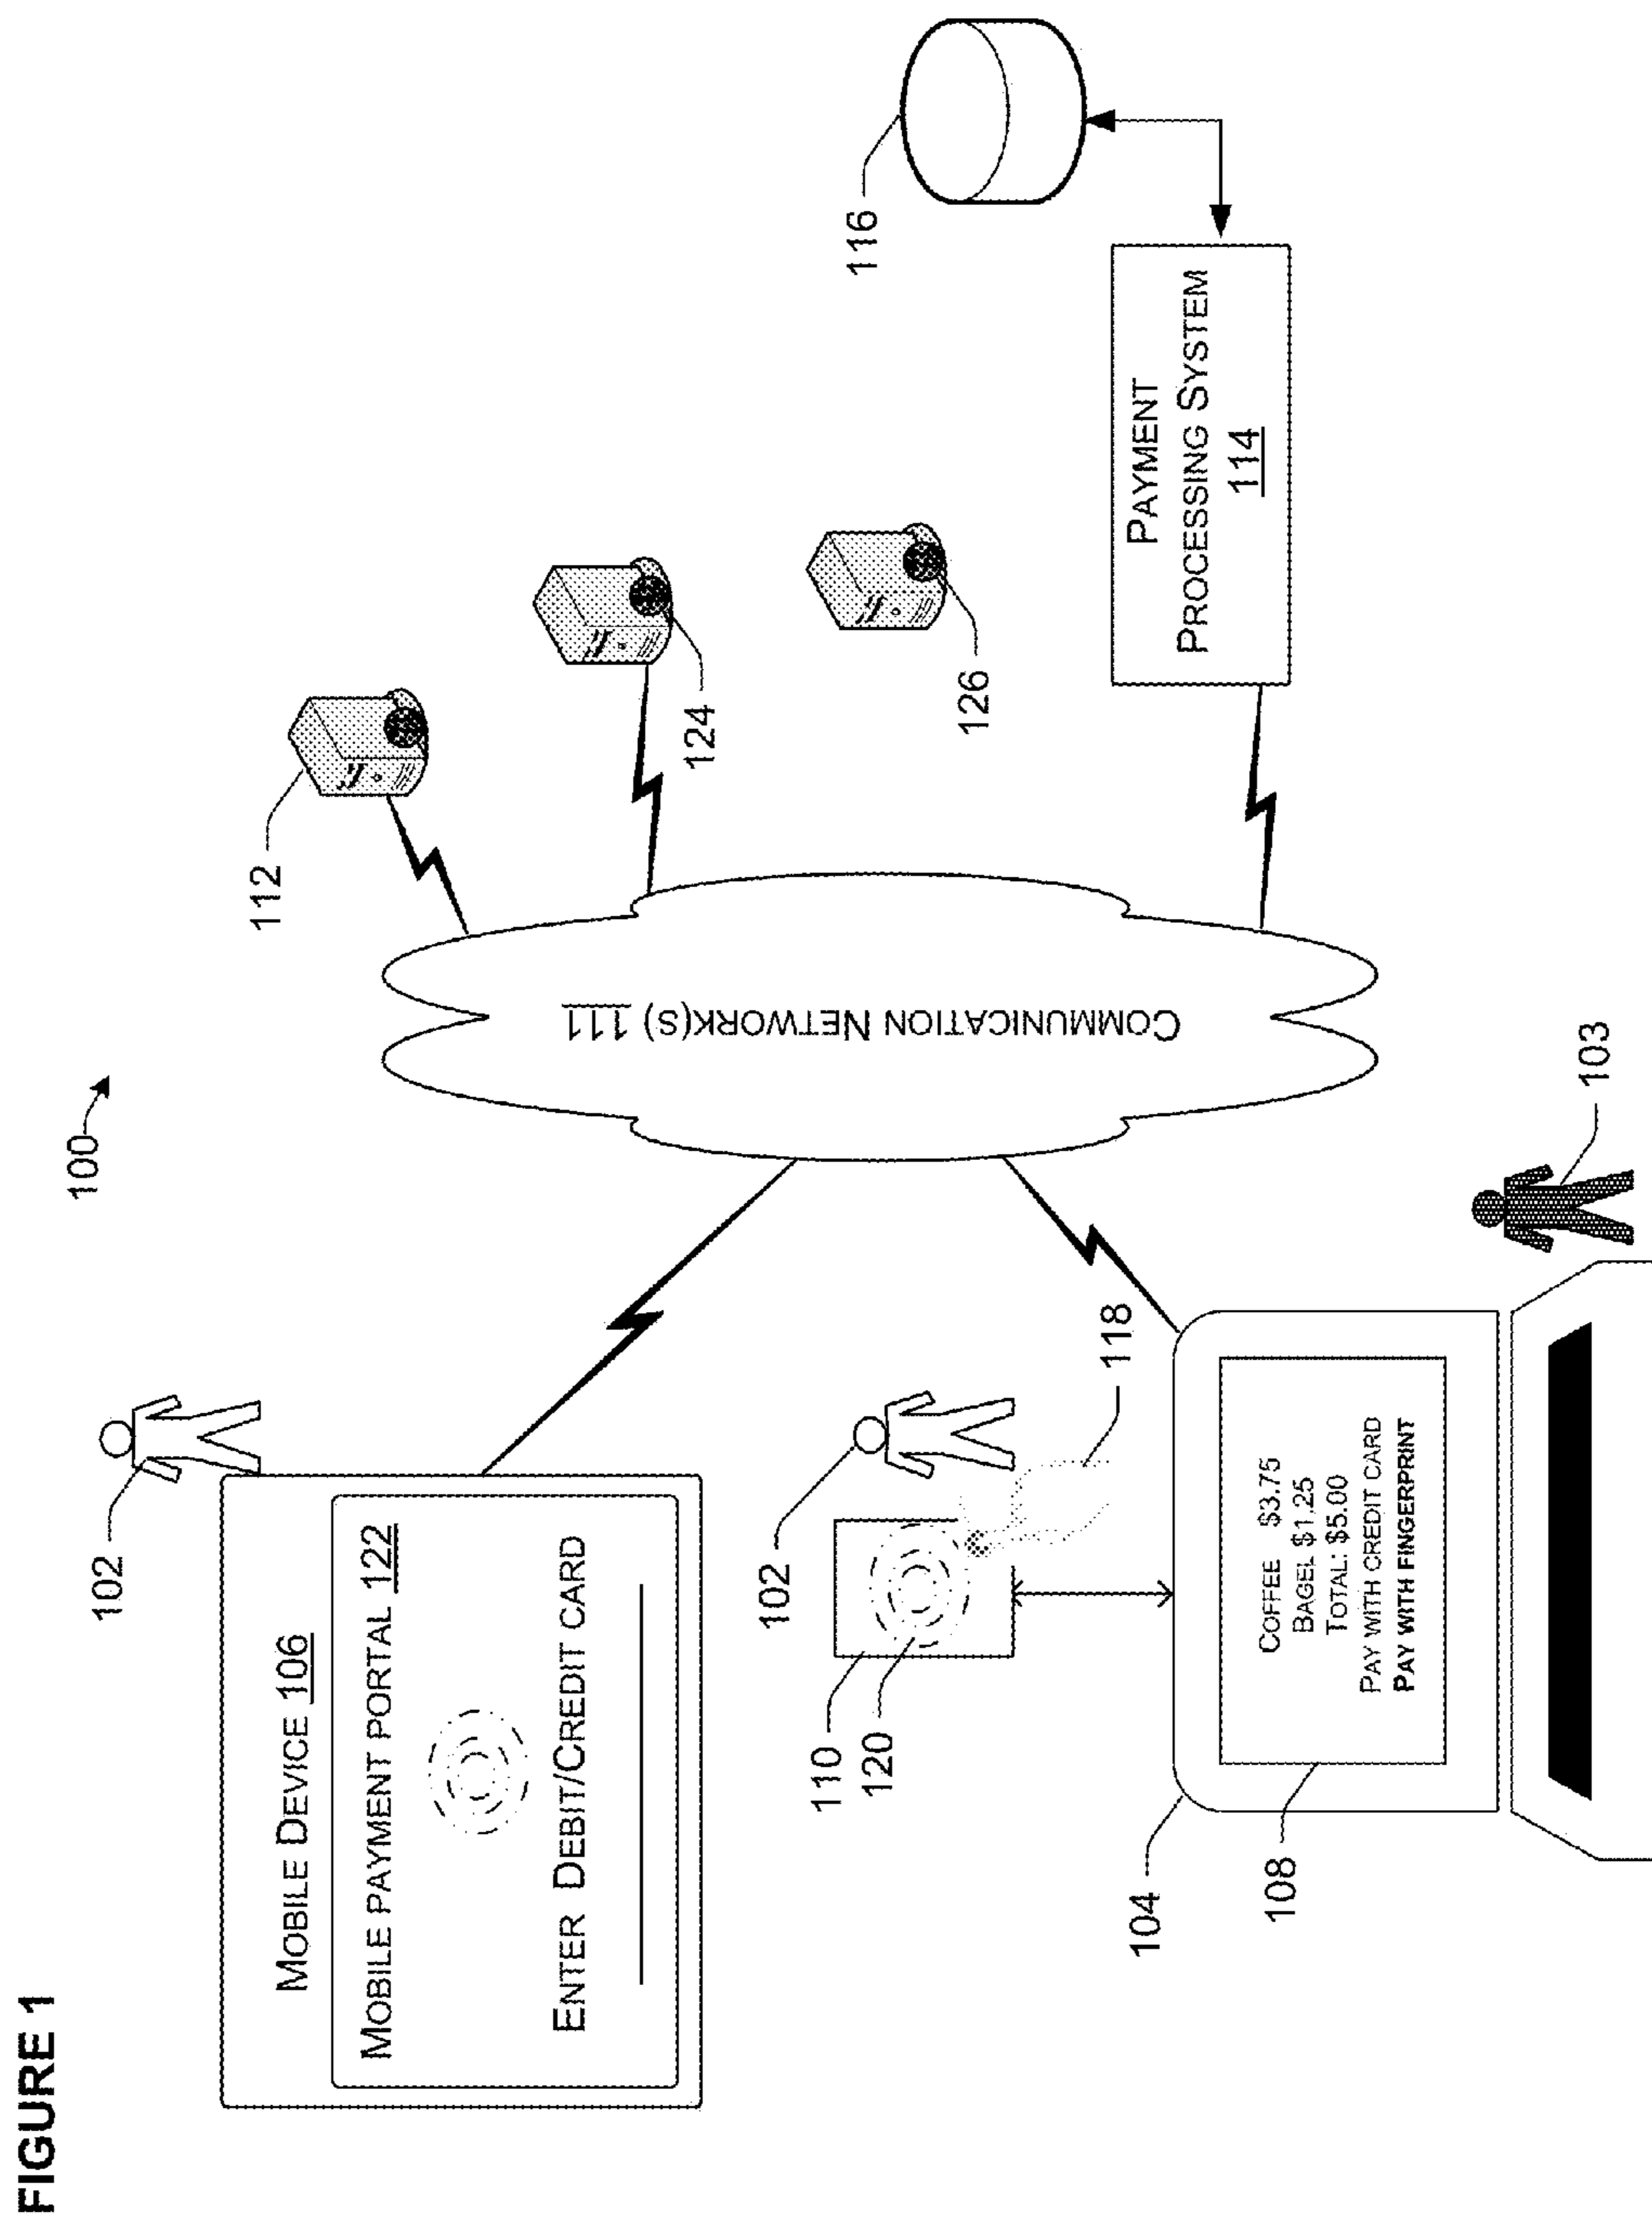 FIGURE 1
100
MOBILE DEVICE 106
MOBILE PAYMENT PORTAL 122
ENTER DEBIT/CREDIT CARD
102
102
110
120
118
104
108
COFFEE $3.75
BAGEL $1.25
TOTAL: $5.00
PAY WITH CREDIT CARD
PAY WITH FINGERPRINT
103
COMMUNICATION NETWORK(S) 111
112
124
126
116
PAYMENT
PROCESSING SYSTEM
114